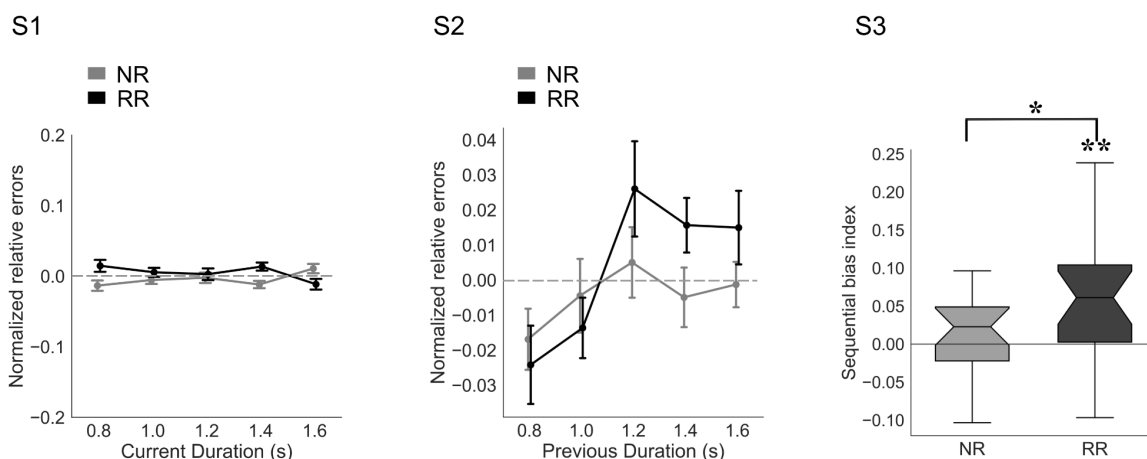 S1
NR
RR
Normalized relative errors
0.2
0.1
0.0
−0.1
−0.2
0.8 1.0 1.2 1.4 1.6
Current Duration (s)
S2
NR
RR
Normalized relative errors
0.04
0.03
0.02
0.01
0.00
−0.01
−0.02
−0.03
0.8 1.0 1.2 1.4 1.6
Previous Duration (s)
S3
*
**
Sequential bias index
0.25
0.20
0.15
0.10
0.05
0.00
−0.05
−0.10
NR RR